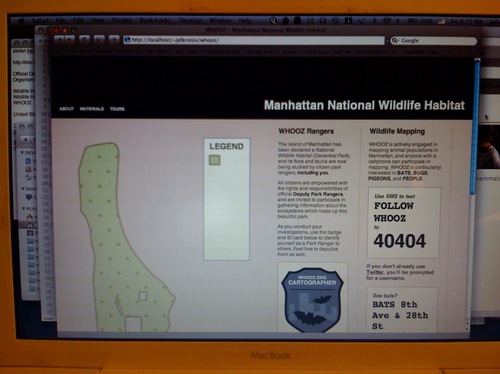 Safari File Edit View History Bookmarks Develop Window Help
WHOOZ – Manhattan National Wildlife Habitat
Google
ABOUT MATERIALS TOURS
Manhattan National Wildlife Habitat
LEGEND
WHOOZ Rangers
The island of Manhattan has
been declared a National
Wildlife Habitat
and its flora and fauna are
now being studied by citizen park
rangers, including you.
All citizens are empowered with
the rights and responsibilities of
official Deputy Park Rangers,
and are invited to participate in
gathering information about the
ecosystems which make up this
beautiful park.
As you conduct your
investigations, use the badge
and ID card below to identify
yourself as a Park Ranger to
others. Feel free to deputize
them as well.
WHOOZ.ORG
CARTOGRAPHER
Wildlife Mapping
WHOOZ is actively engaged in
mapping animal populations in
Manhattan, and anyone with a
cellphone can participate in
mapping. WHOOZ is particularly
interested in BATS, BUGS,
PIGEONS, and PEOPLE.
Use SMS to text
FOLLOW
WHOOZ
to
40404
If you don't already use
Twitter, you'll be prompted
for a username.
See bats?
BATS 8th
Ave & 28th
St
MacBook